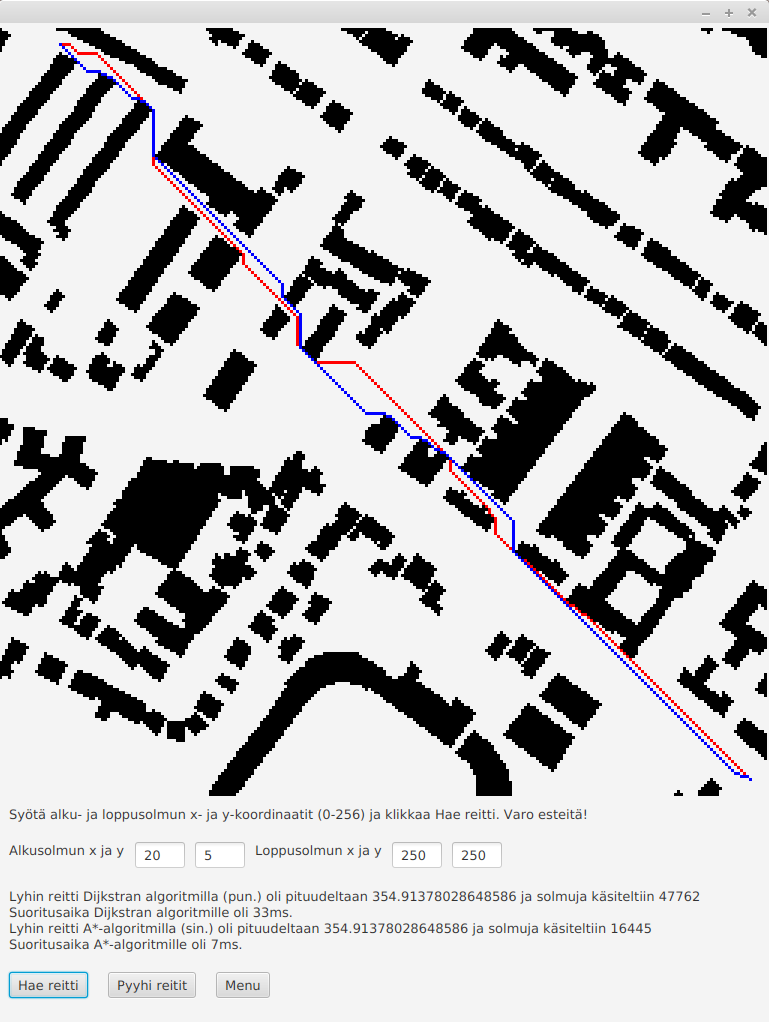 Syötä alku- ja loppusolmun x- ja y-koordinaatit (0-256) ja klikkaa Hae reitti. Varo esteitä!
Alkusolmun x ja y 20 5 Loppusolmun x ja y 250 250
Lyhin reitti Dijkstran algoritmilla (pun.) oli pituudeltaan 354.91378028648586 ja solmuja käsiteltiin 47762
Suoritusaika Dijkstran algoritmille oli 33ms.
Lyhin reitti A*-algoritmilla (sin.) oli pituudeltaan 354.91378028648586 ja solmuja käsiteltiin 16445
Suoritusaika A*-algoritmille oli 7ms.
Hae reitti Pyyhi reitit Menu